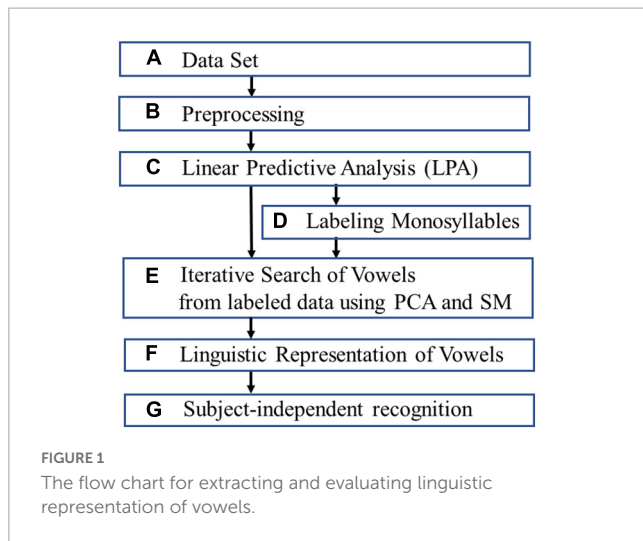 A Data Set
B Preprocessing
C Linear Predictive Analysis (LPA)
D Labeling Monosyllables
E Iterative Search of Vowels
from labeled data using PCA and SM
F Linguistic Representation of Vowels
G Subject-independent recognition
FIGURE 1
The flow chart for extracting and evaluating linguistic
representation of vowels.